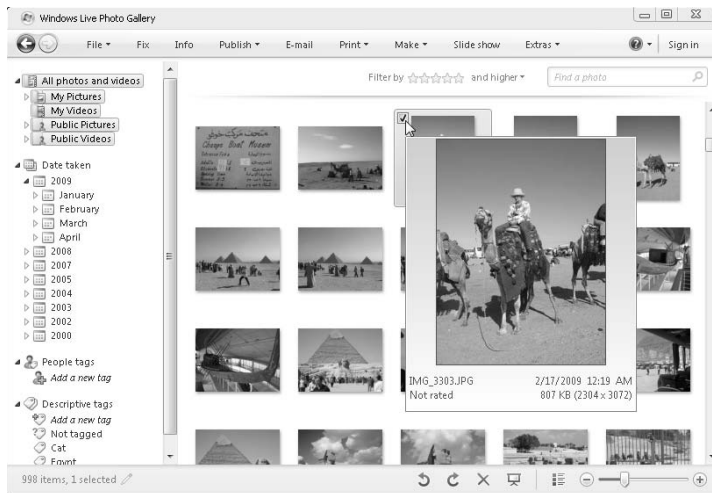 Windows Live Photo Gallery
File Fix Info Publish E-mail Print Make Slide show Extras Sign in
Filter by and higher Find a photo
All photos and videos
My Pictures
My Videos
Public Pictures
Public Videos
Date taken
2009
January
February
March
April
2008
2007
2005
2004
2003
2002
2000
People tags
Add a new tag
Descriptive tags
Add a new tag
Not tagged
Cat
Egypt
Museum
IMG_3303.JPG 2/17/2009 12:19 AM
Not rated 807 KB (2304 x 3072)
998 items, 1 selected